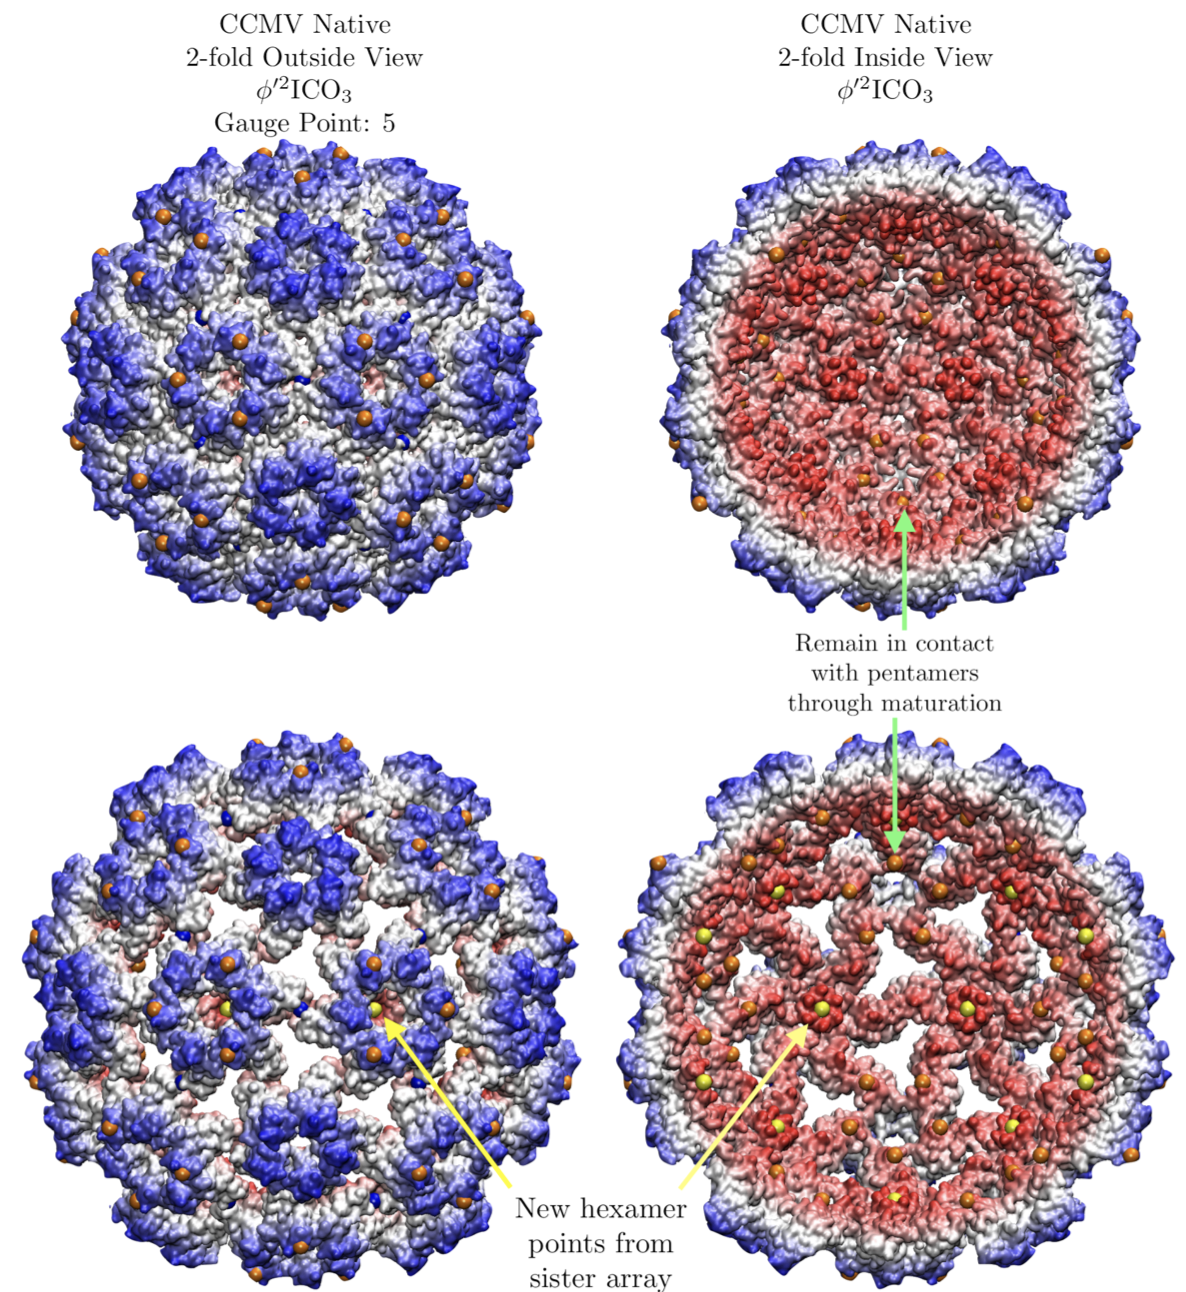 CCMV Native
2-fold Outside View
ϕ′²ICO₃
Gauge Point: 5
CCMV Native
2-fold Inside View
ϕ′²ICO₃
Remain in contact
with pentamers
through maturation
New hexamer
points from
sister array